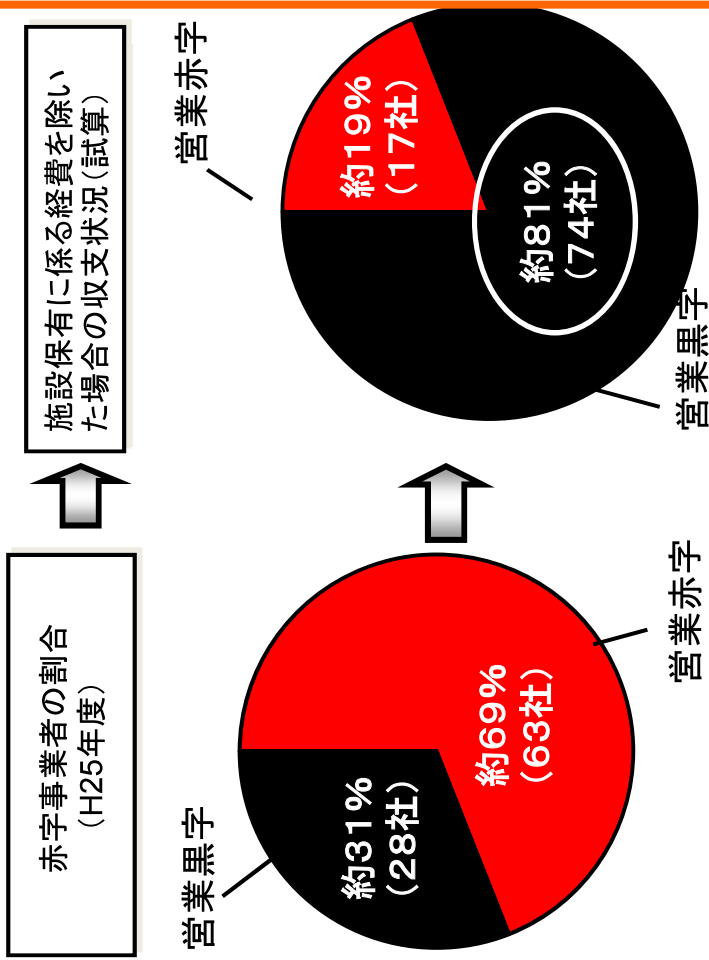 赤字事業者の割合
（H25年度）
営業黒字
約31%
（28社）
約69%
（63社）
営業赤字
施設保有に係る経費を除い
た場合の収支状況（試算）
営業赤字
約19%
（17社）
約81%
（74社）
営業黒字